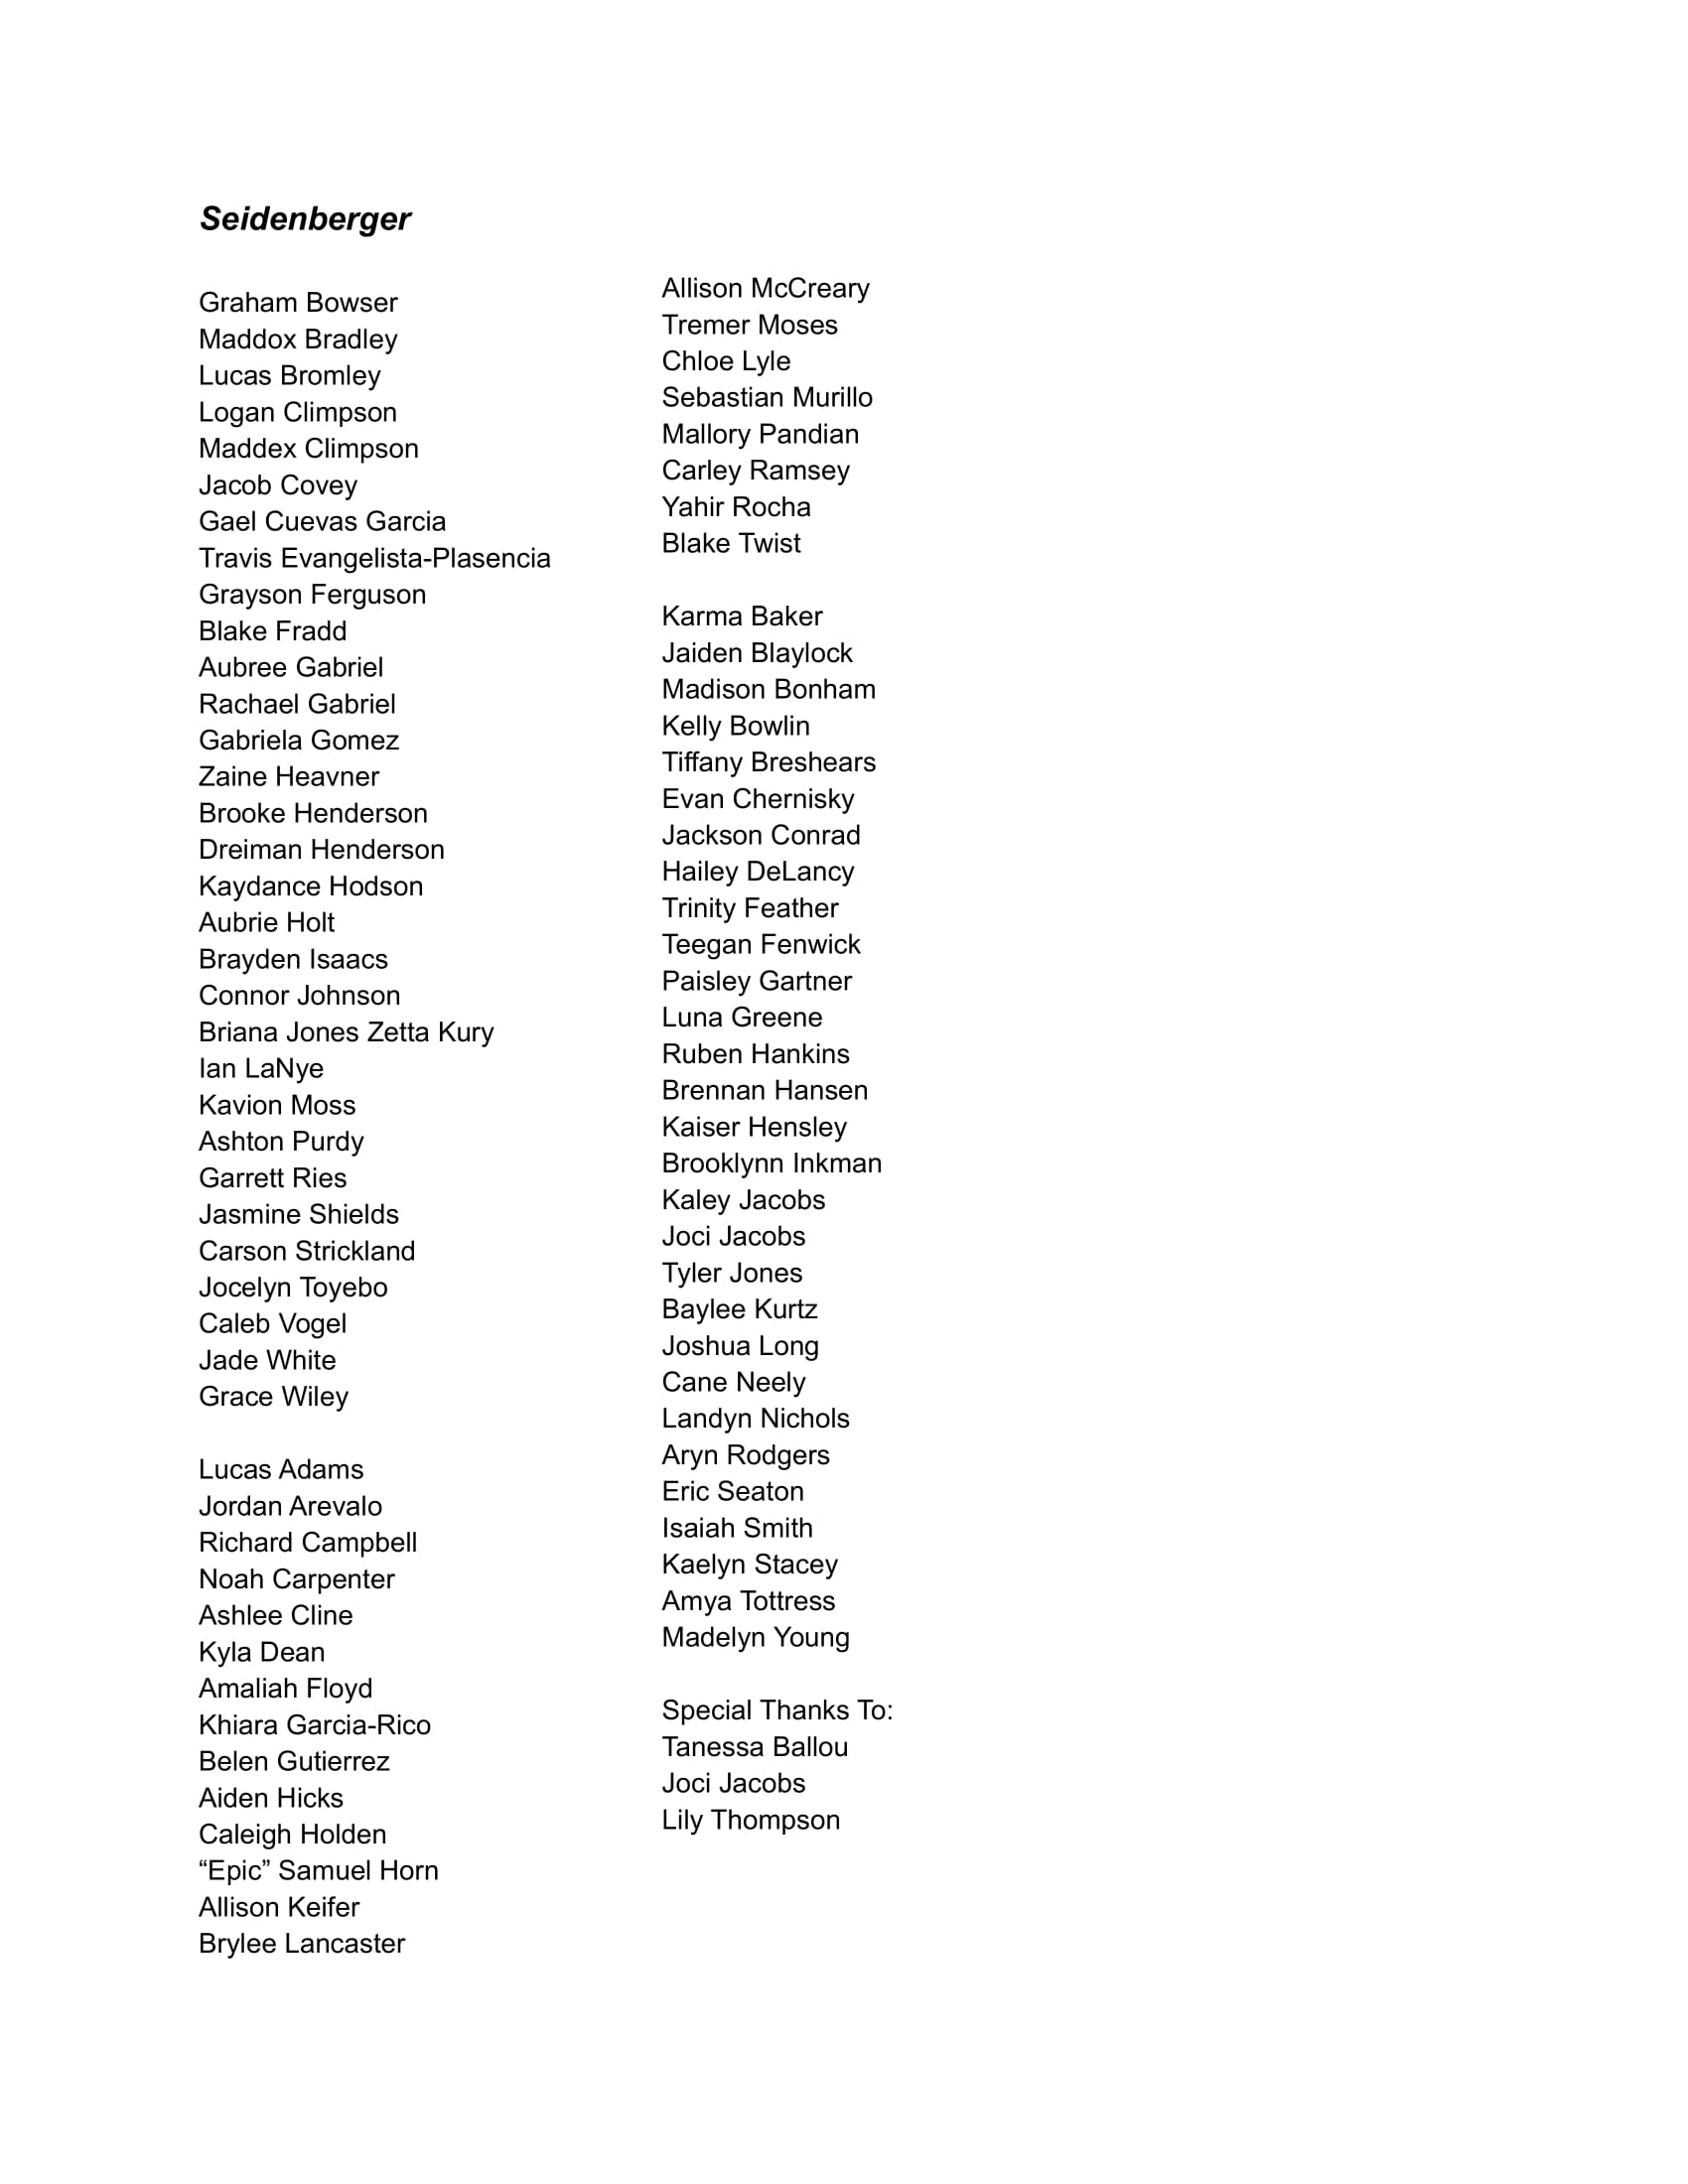 Seidenberger
Graham Bowser
Maddox Bradley
Lucas Bromley
Logan Climpson
Maddex Climpson
Jacob Covey
Gael Cuevas Garcia
Travis Evangelista-Plasencia
Grayson Ferguson
Blake Fradd
Aubree Gabriel
Rachael Gabriel
Gabriela Gomez
Zaine Heavner
Brooke Henderson
Dreiman Henderson
Kaydance Hodson
Aubrie Holt
Brayden Isaacs
Connor Johnson
Briana Jones Zetta Kury
Ian LaNye
Kavion Moss
Ashton Purdy
Garrett Ries
Jasmine Shields
Carson Strickland
Jocelyn Toyebo
Caleb Vogel
Jade White
Grace Wiley
Lucas Adams
Jordan Arevalo
Richard Campbell
Noah Carpenter
Ashlee Cline
Kyla Dean
Amaliah Floyd
Khiara Garcia-Rico
Belen Gutierrez
Aiden Hicks
Caleigh Holden
“Epic” Samuel Horn
Allison Keifer
Brylee Lancaster
Allison McCreary
Tremer Moses
Chloe Lyle
Sebastian Murillo
Mallory Pandian
Carley Ramsey
Yahir Rocha
Blake Twist
Karma Baker
Jaiden Blaylock
Madison Bonham
Kelly Bowlin
Tiffany Breshears
Evan Chernisky
Jackson Conrad
Hailey DeLancy
Trinity Feather
Teegan Fenwick
Paisley Gartner
Luna Greene
Ruben Hankins
Brennan Hansen
Kaiser Hensley
Brooklynn Inkman
Kaley Jacobs
Joci Jacobs
Tyler Jones
Baylee Kurtz
Joshua Long
Cane Neely
Landyn Nichols
Aryn Rodgers
Eric Seaton
Isaiah Smith
Kaelyn Stacey
Amya Tottress
Madelyn Young
Special Thanks To:
Tanessa Ballou
Joci Jacobs
Lily Thompson